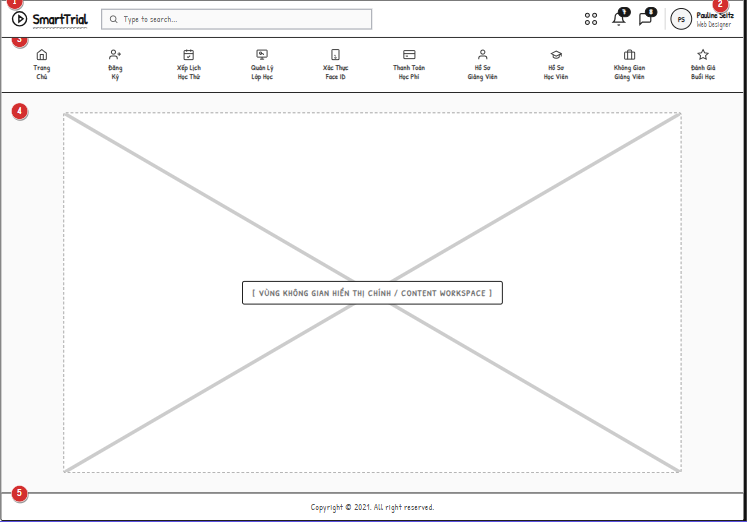 1
2
SmartTrial
Type to search...
8
PS
Pauline Seitz
Web Designer
3
Trang
Chủ
Đăng
Ký
Xếp Lịch
Học Thử
Quản Lý
Lớp Học
Xác Thực
Face ID
Thanh Toán
Học Phí
Hồ Sơ
Giảng Viên
Hồ Sơ
Học Viên
Không Gian
Giảng Viên
Đánh Giá
Buổi Học
4
[ VÙNG KHÔNG GIAN HIỂN THỊ CHÍNH / CONTENT WORKSPACE ]
5
Copyright © 2021. All right reserved.